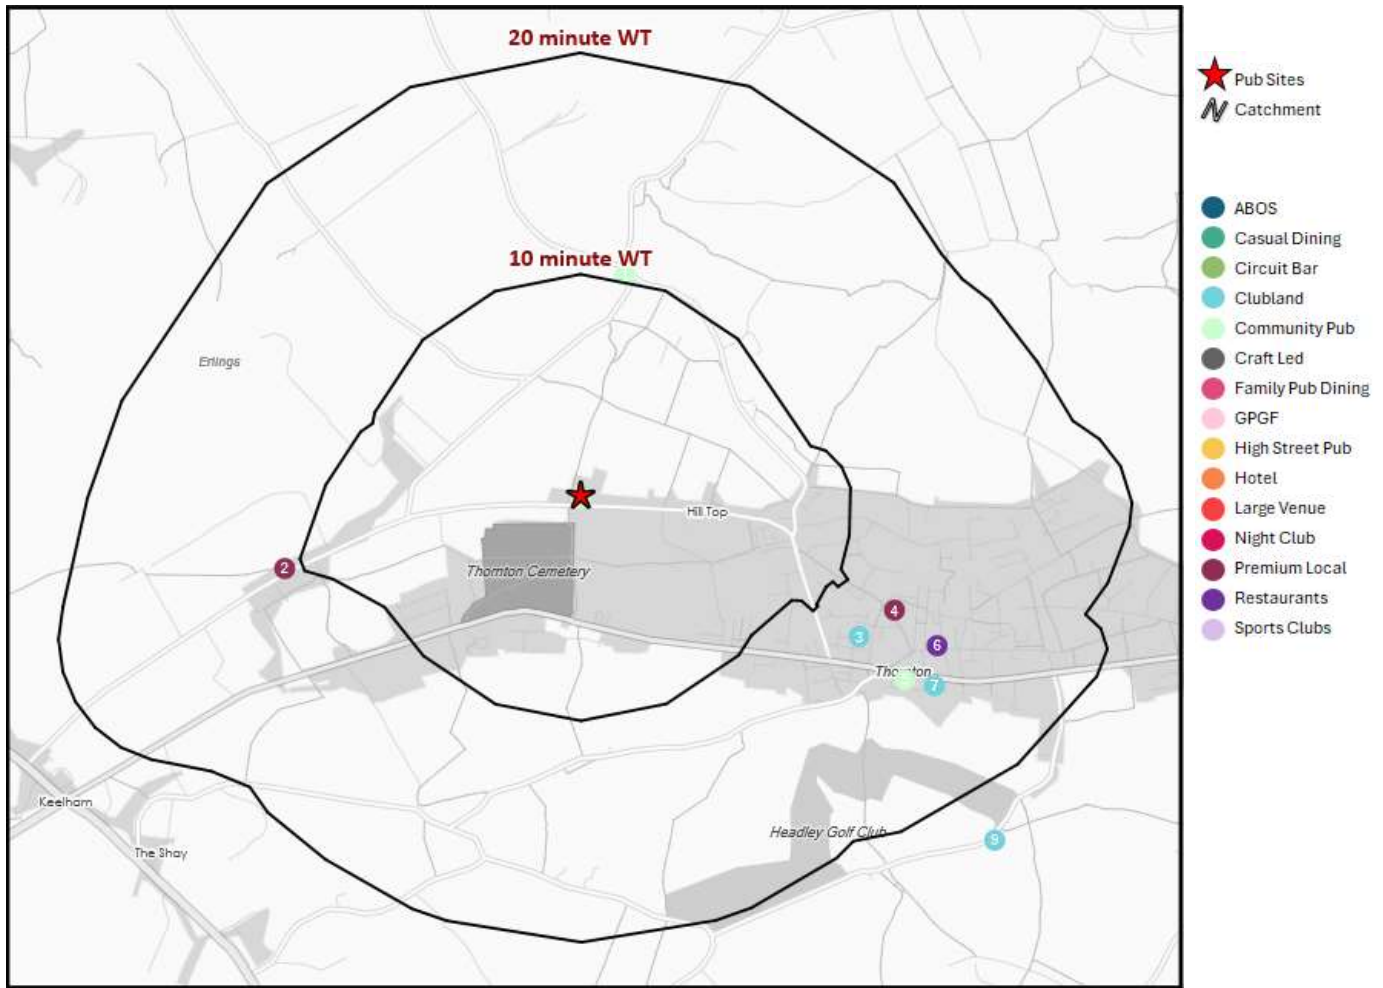 20 minute WT
10 minute WT
Erlings
Hill Top
2
Thornton Cemetery
4
3
6
Thornton
7
Keelham
Headley Golf Club
9
The Shay
Pub Sites
Catchment
ABOS
Casual Dining
Circuit Bar
Clubland
Community Pub
Craft Led
Family Pub Dining
GPGF
High Street Pub
Hotel
Large Venue
Night Club
Premium Local
Restaurants
Sports Clubs